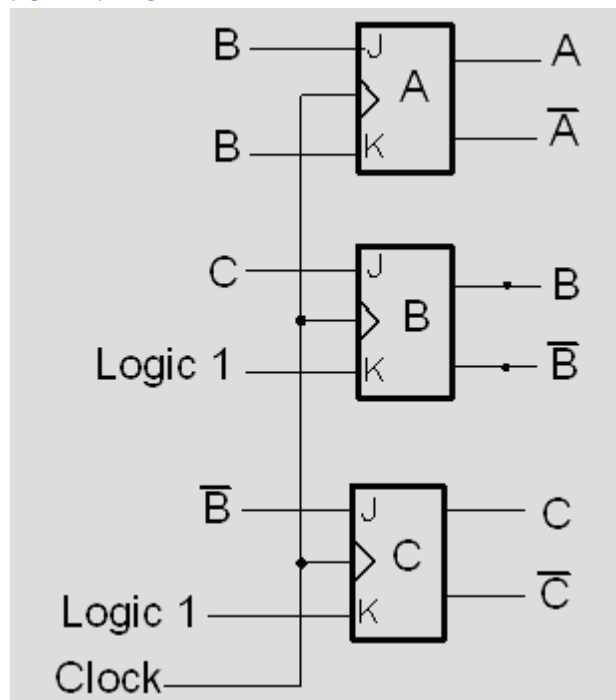 B J A A
A̅
B K
C J B B
Logic 1 K B̅
B̅ J C C
Logic 1 K C̅
Clock